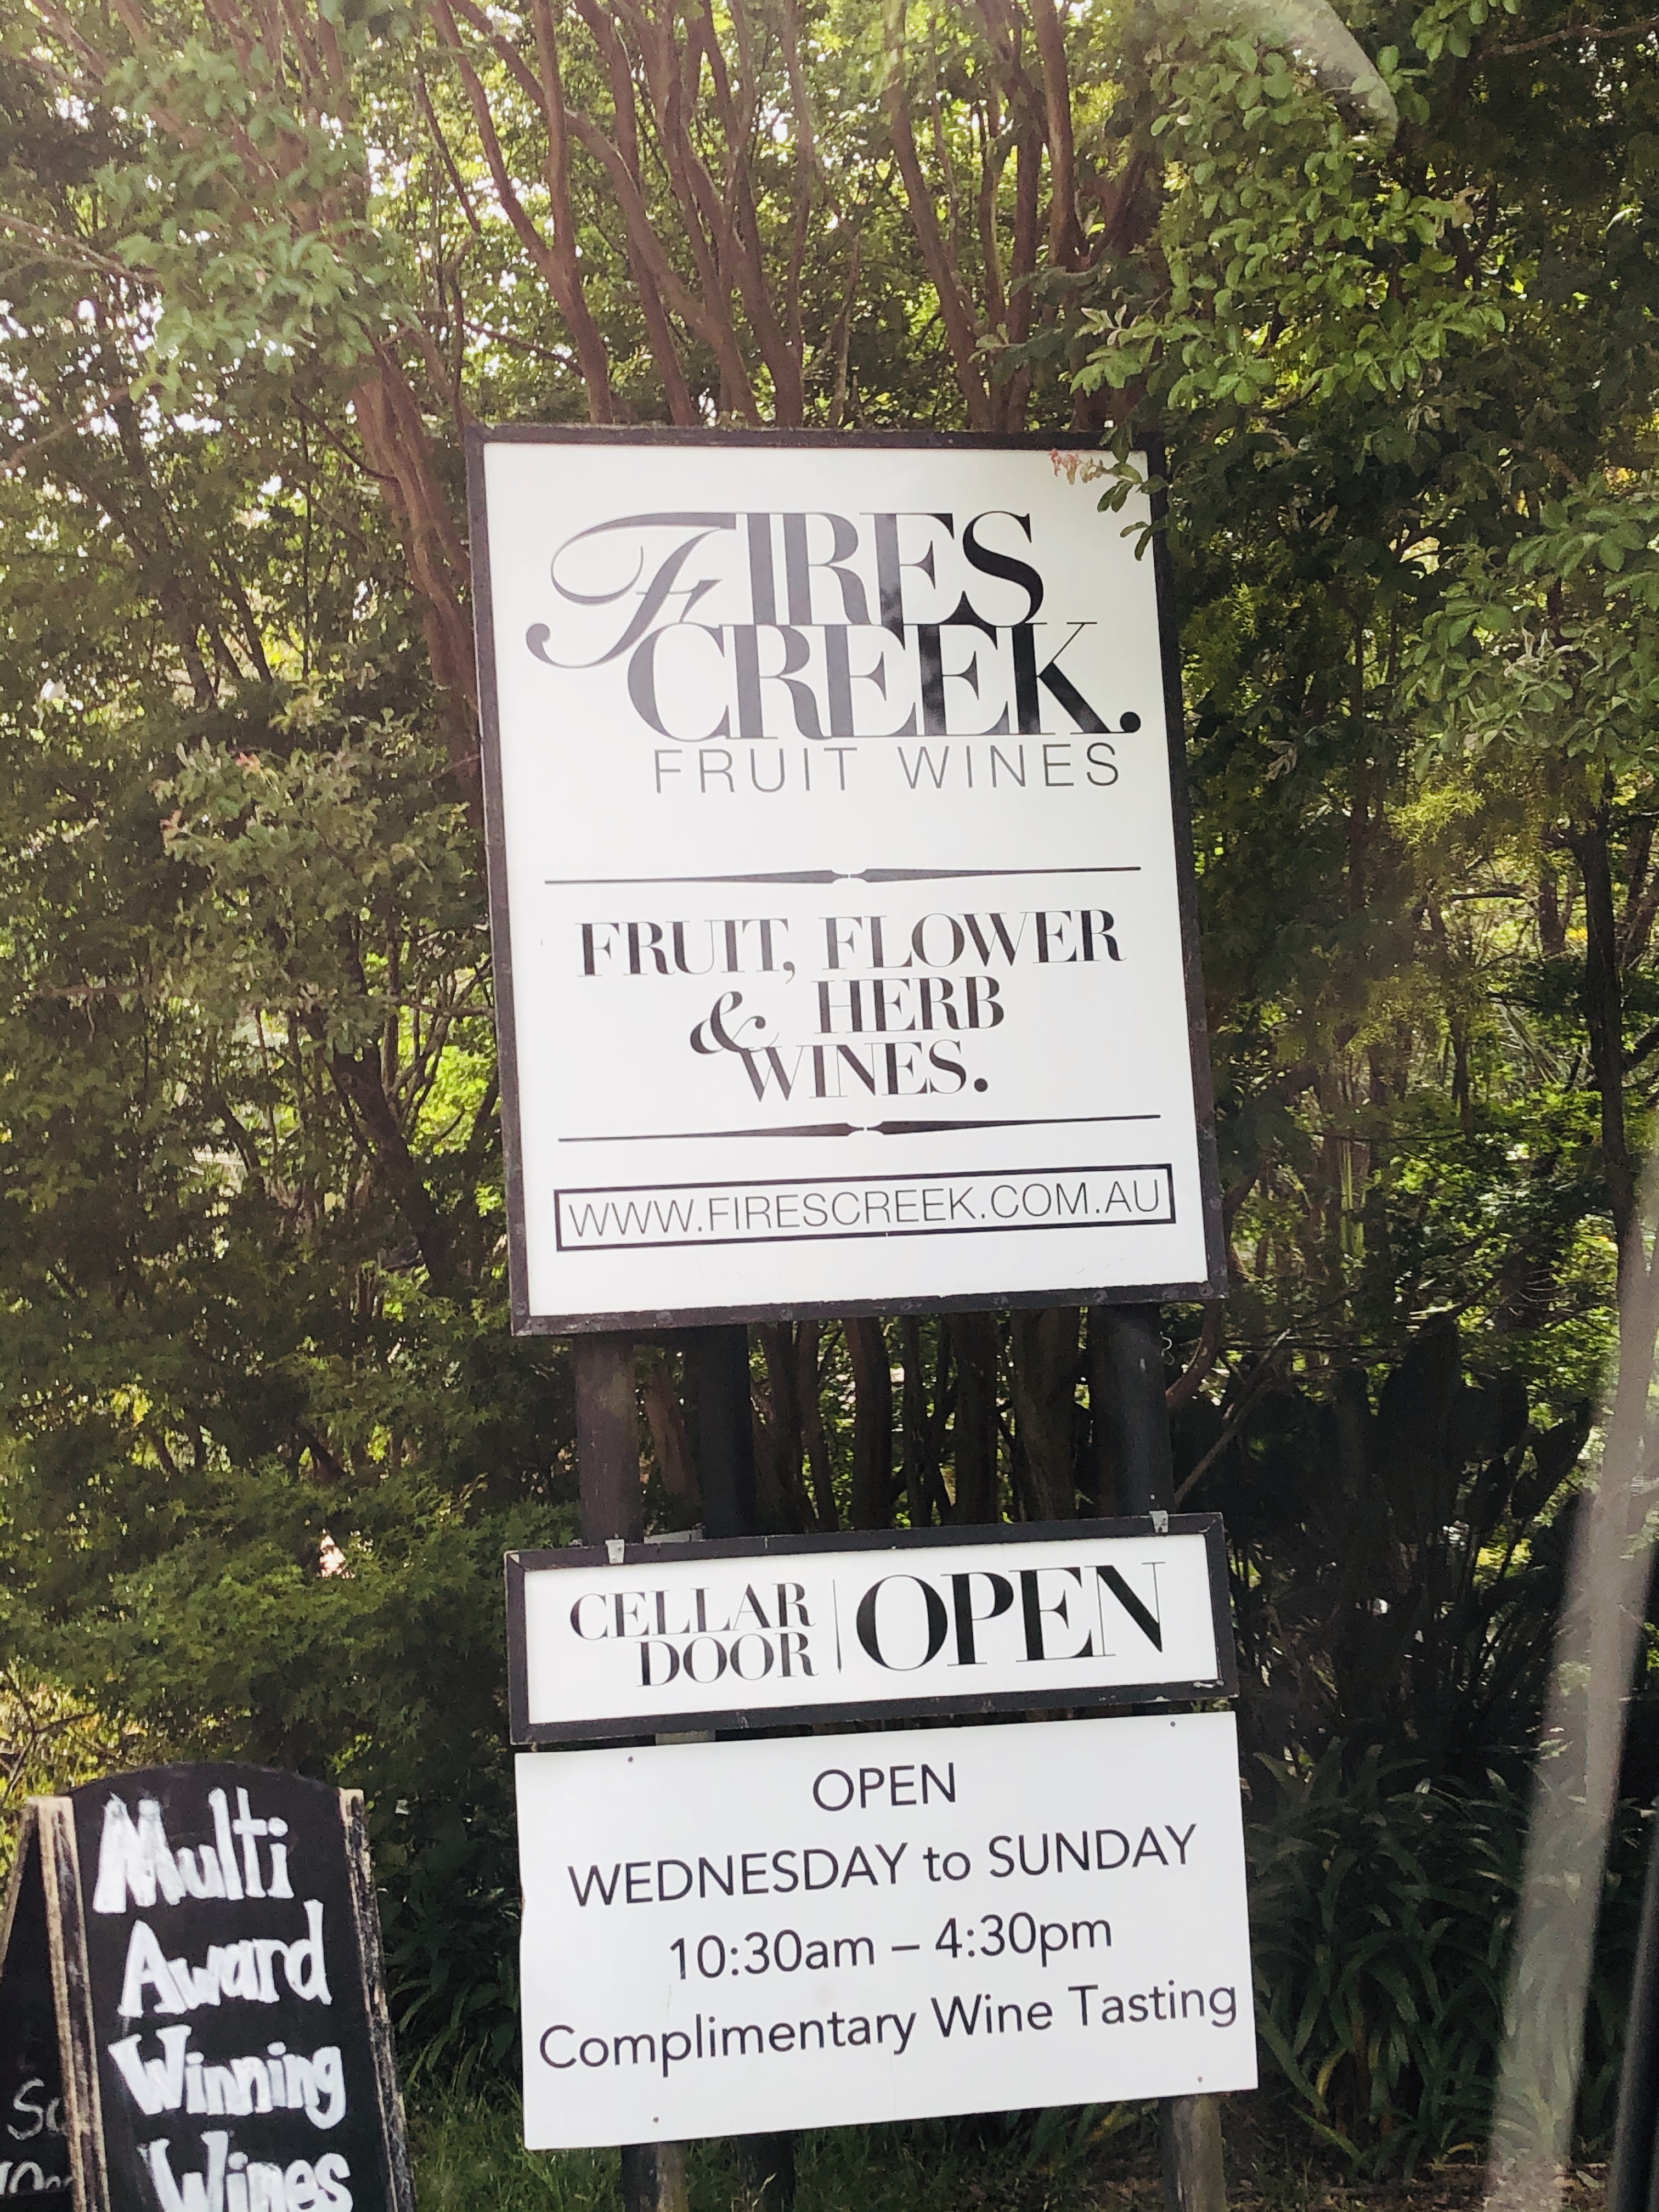 FIRES
CREEK.
FRUIT WINES
FRUIT, FLOWER
& HERB
WINES.
WWW.FIRESCREEK.COM.AU
CELLAR
DOOR
OPEN
OPEN
WEDNESDAY to SUNDAY
10:30am – 4:30pm
Complimentary Wine Tasting
Multi
Award
Winning
Wines